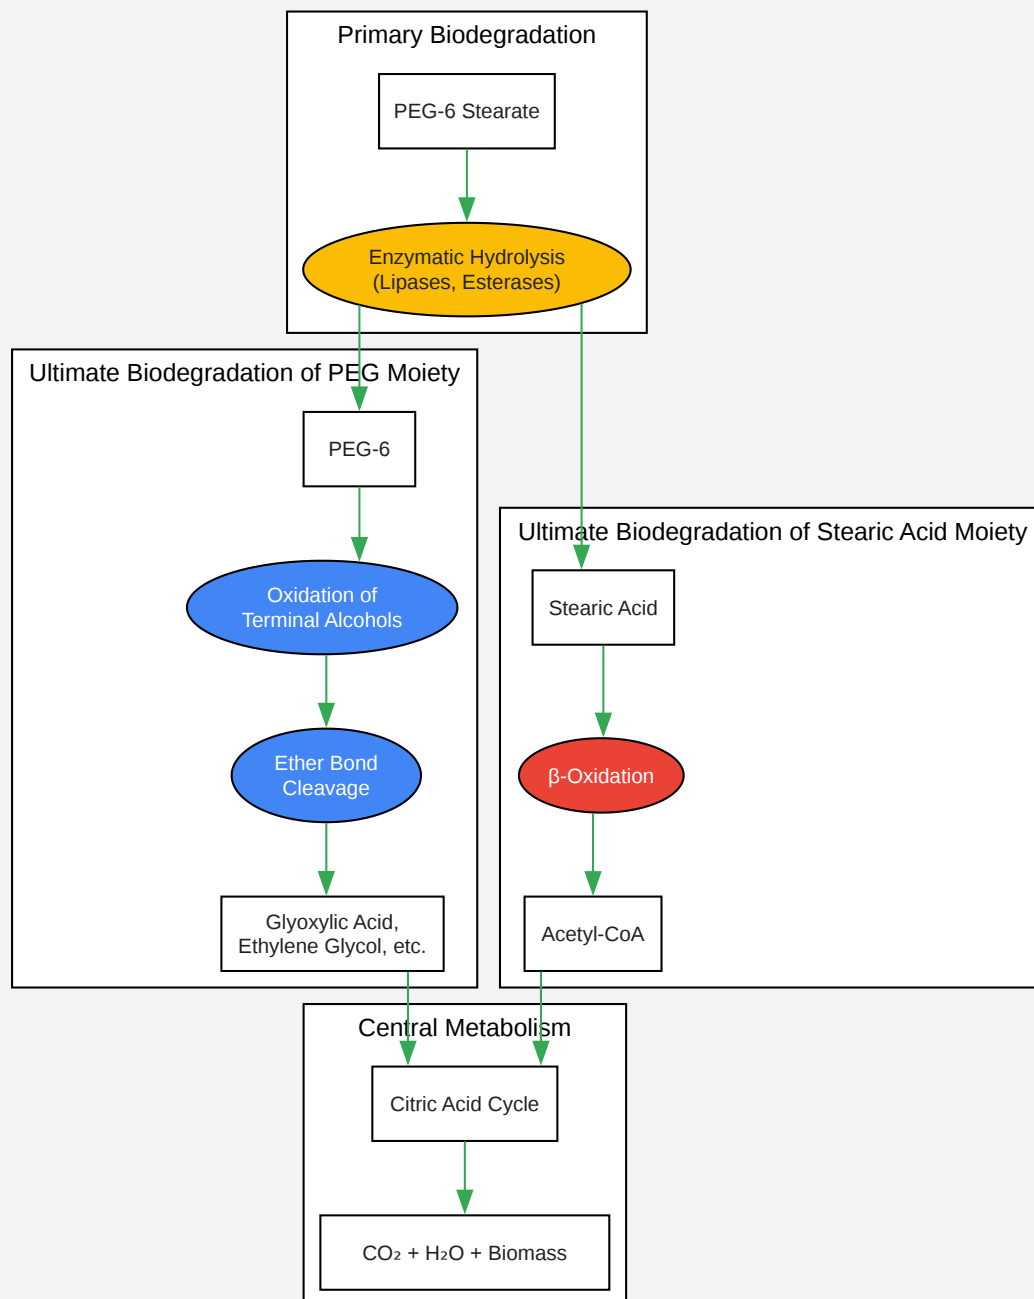 Primary Biodegradation
PEG-6 Stearate
Enzymatic Hydrolysis
(Lipases, Esterases)
Ultimate Biodegradation of PEG Moiety
PEG-6
Oxidation of
Terminal Alcohols
Ether Bond
Cleavage
Glyoxylic Acid,
Ethylene Glycol, etc.
Ultimate Biodegradation of Stearic Acid Moiety
Stearic Acid
β-Oxidation
Acetyl-CoA
Central Metabolism
Citric Acid Cycle
CO₂ + H₂O + Biomass